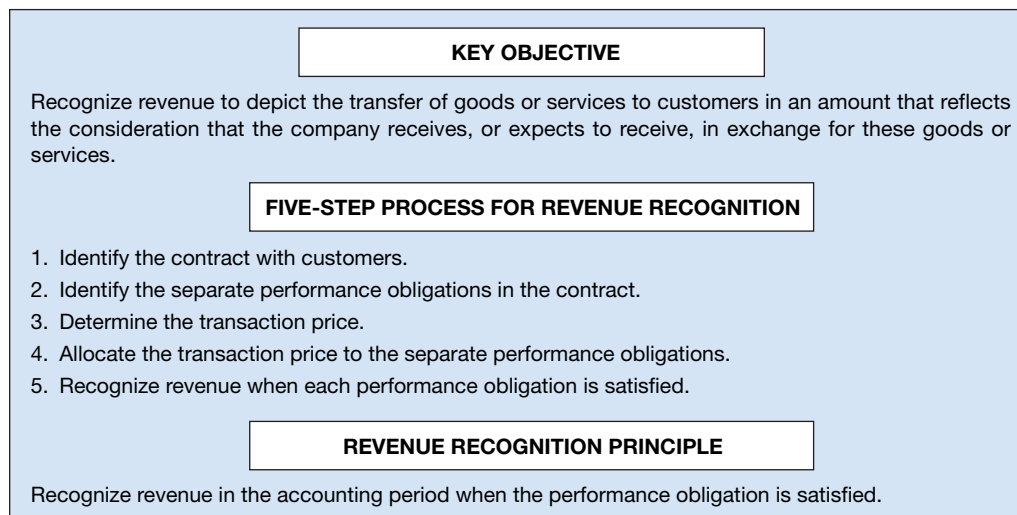 KEY OBJECTIVE
Recognize revenue to depict the transfer of goods or services to customers in an amount that reflects
the consideration that the company receives, or expects to receive, in exchange for these goods or
services.
FIVE-STEP PROCESS FOR REVENUE RECOGNITION
1. Identify the contract with customers.
2. Identify the separate performance obligations in the contract.
3. Determine the transaction price.
4. Allocate the transaction price to the separate performance obligations.
5. Recognize revenue when each performance obligation is satisfied.
REVENUE RECOGNITION PRINCIPLE
Recognize revenue in the accounting period when the performance obligation is satisfied.